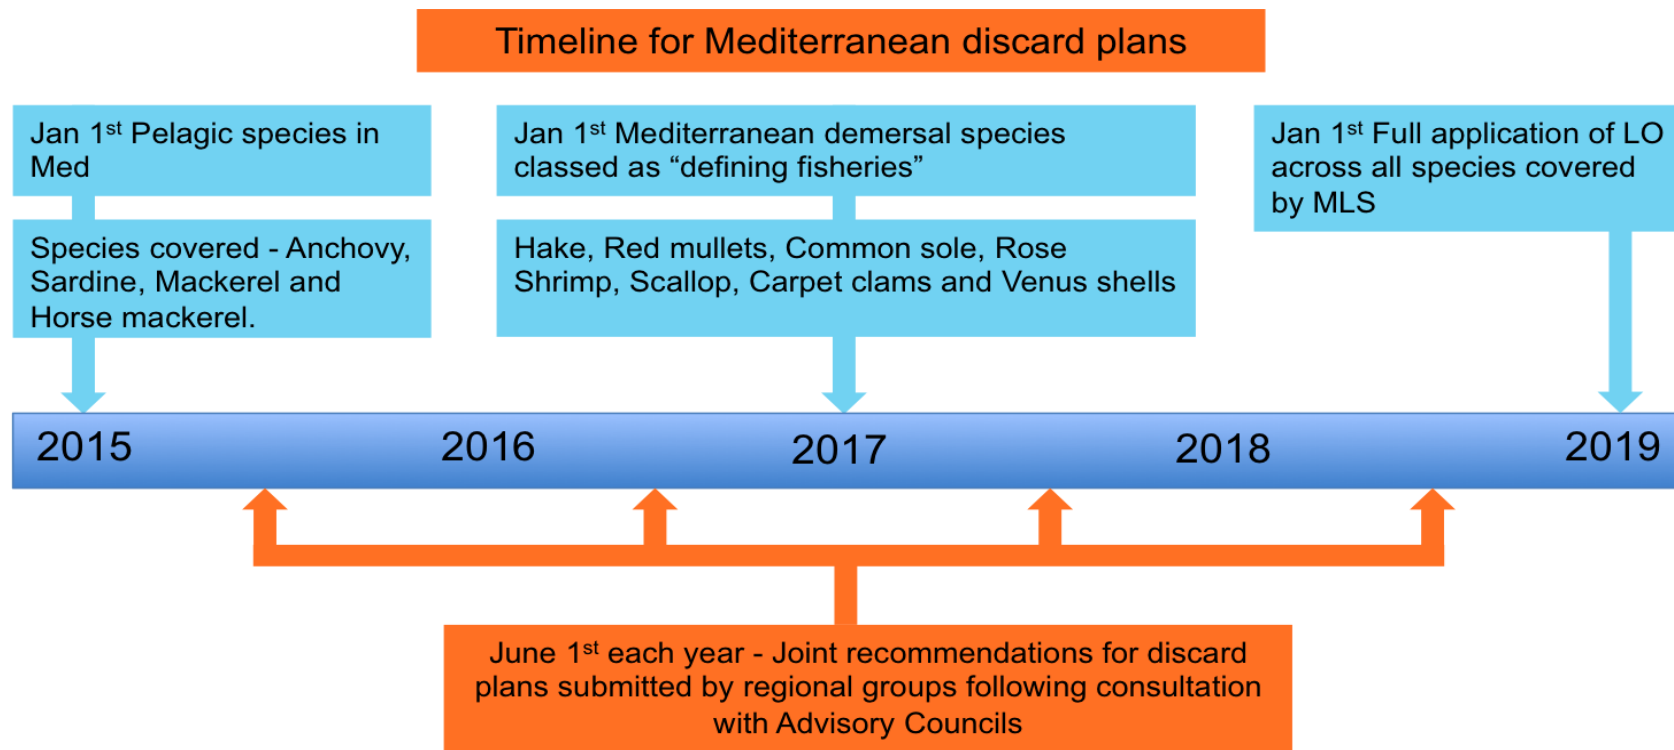 Timeline for Mediterranean discard plans
Jan 1st Pelagic species in
Med
Jan 1st Mediterranean demersal species
classed as “defining fisheries”
Jan 1st Full application of LO
across all species covered
by MLS
Species covered - Anchovy,
Sardine, Mackerel and
Horse mackerel.
Hake, Red mullets, Common sole, Rose
Shrimp, Scallop, Carpet clams and Venus shells
2015
2016
2017
2018
2019
June 1st each year - Joint recommendations for discard
plans submitted by regional groups following consultation
with Advisory Councils